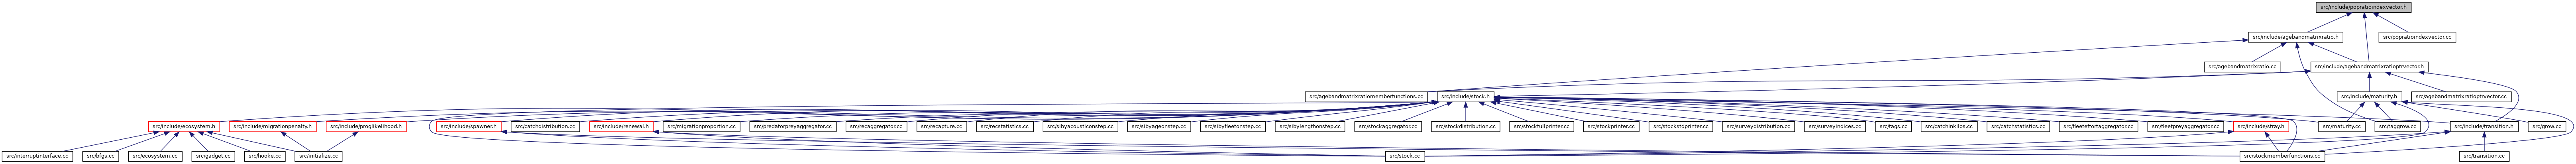 src/include/popratioindexvector.h
src/include/agebandmatrixratio.h
src/popratioindexvector.cc
src/agebandmatrixratio.cc
src/include/agebandmatrixratioptrvector.h
src/agebandmatrixratiomemberfunctions.cc
src/include/stock.h
src/include/maturity.h
src/agebandmatrixratioptrvector.cc
src/include/ecosystem.h
src/include/migrationpenalty.h
src/include/proglikelihood.h
src/include/spawner.h
src/catchdistribution.cc
src/include/renewal.h
src/migrationproportion.cc
src/predatorpreyaggregator.cc
src/recaggregator.cc
src/recapture.cc
src/recstatistics.cc
src/sibyacousticonstep.cc
src/sibyageonstep.cc
src/sibyfleetonstep.cc
src/sibylengthonstep.cc
src/stockaggregator.cc
src/stockdistribution.cc
src/stockfullprinter.cc
src/stockprinter.cc
src/stockstdprinter.cc
src/surveydistribution.cc
src/surveyindices.cc
src/tags.cc
src/catchinkilos.cc
src/catchstatistics.cc
src/fleeteffortaggregator.cc
src/fleetpreyaggregator.cc
src/include/stray.h
src/maturity.cc
src/taggrow.cc
src/include/transition.h
src/grow.cc
src/interruptinterface.cc
src/bfgs.cc
src/ecosystem.cc
src/gadget.cc
src/hooke.cc
src/initialize.cc
src/stock.cc
src/stockmemberfunctions.cc
src/transition.cc